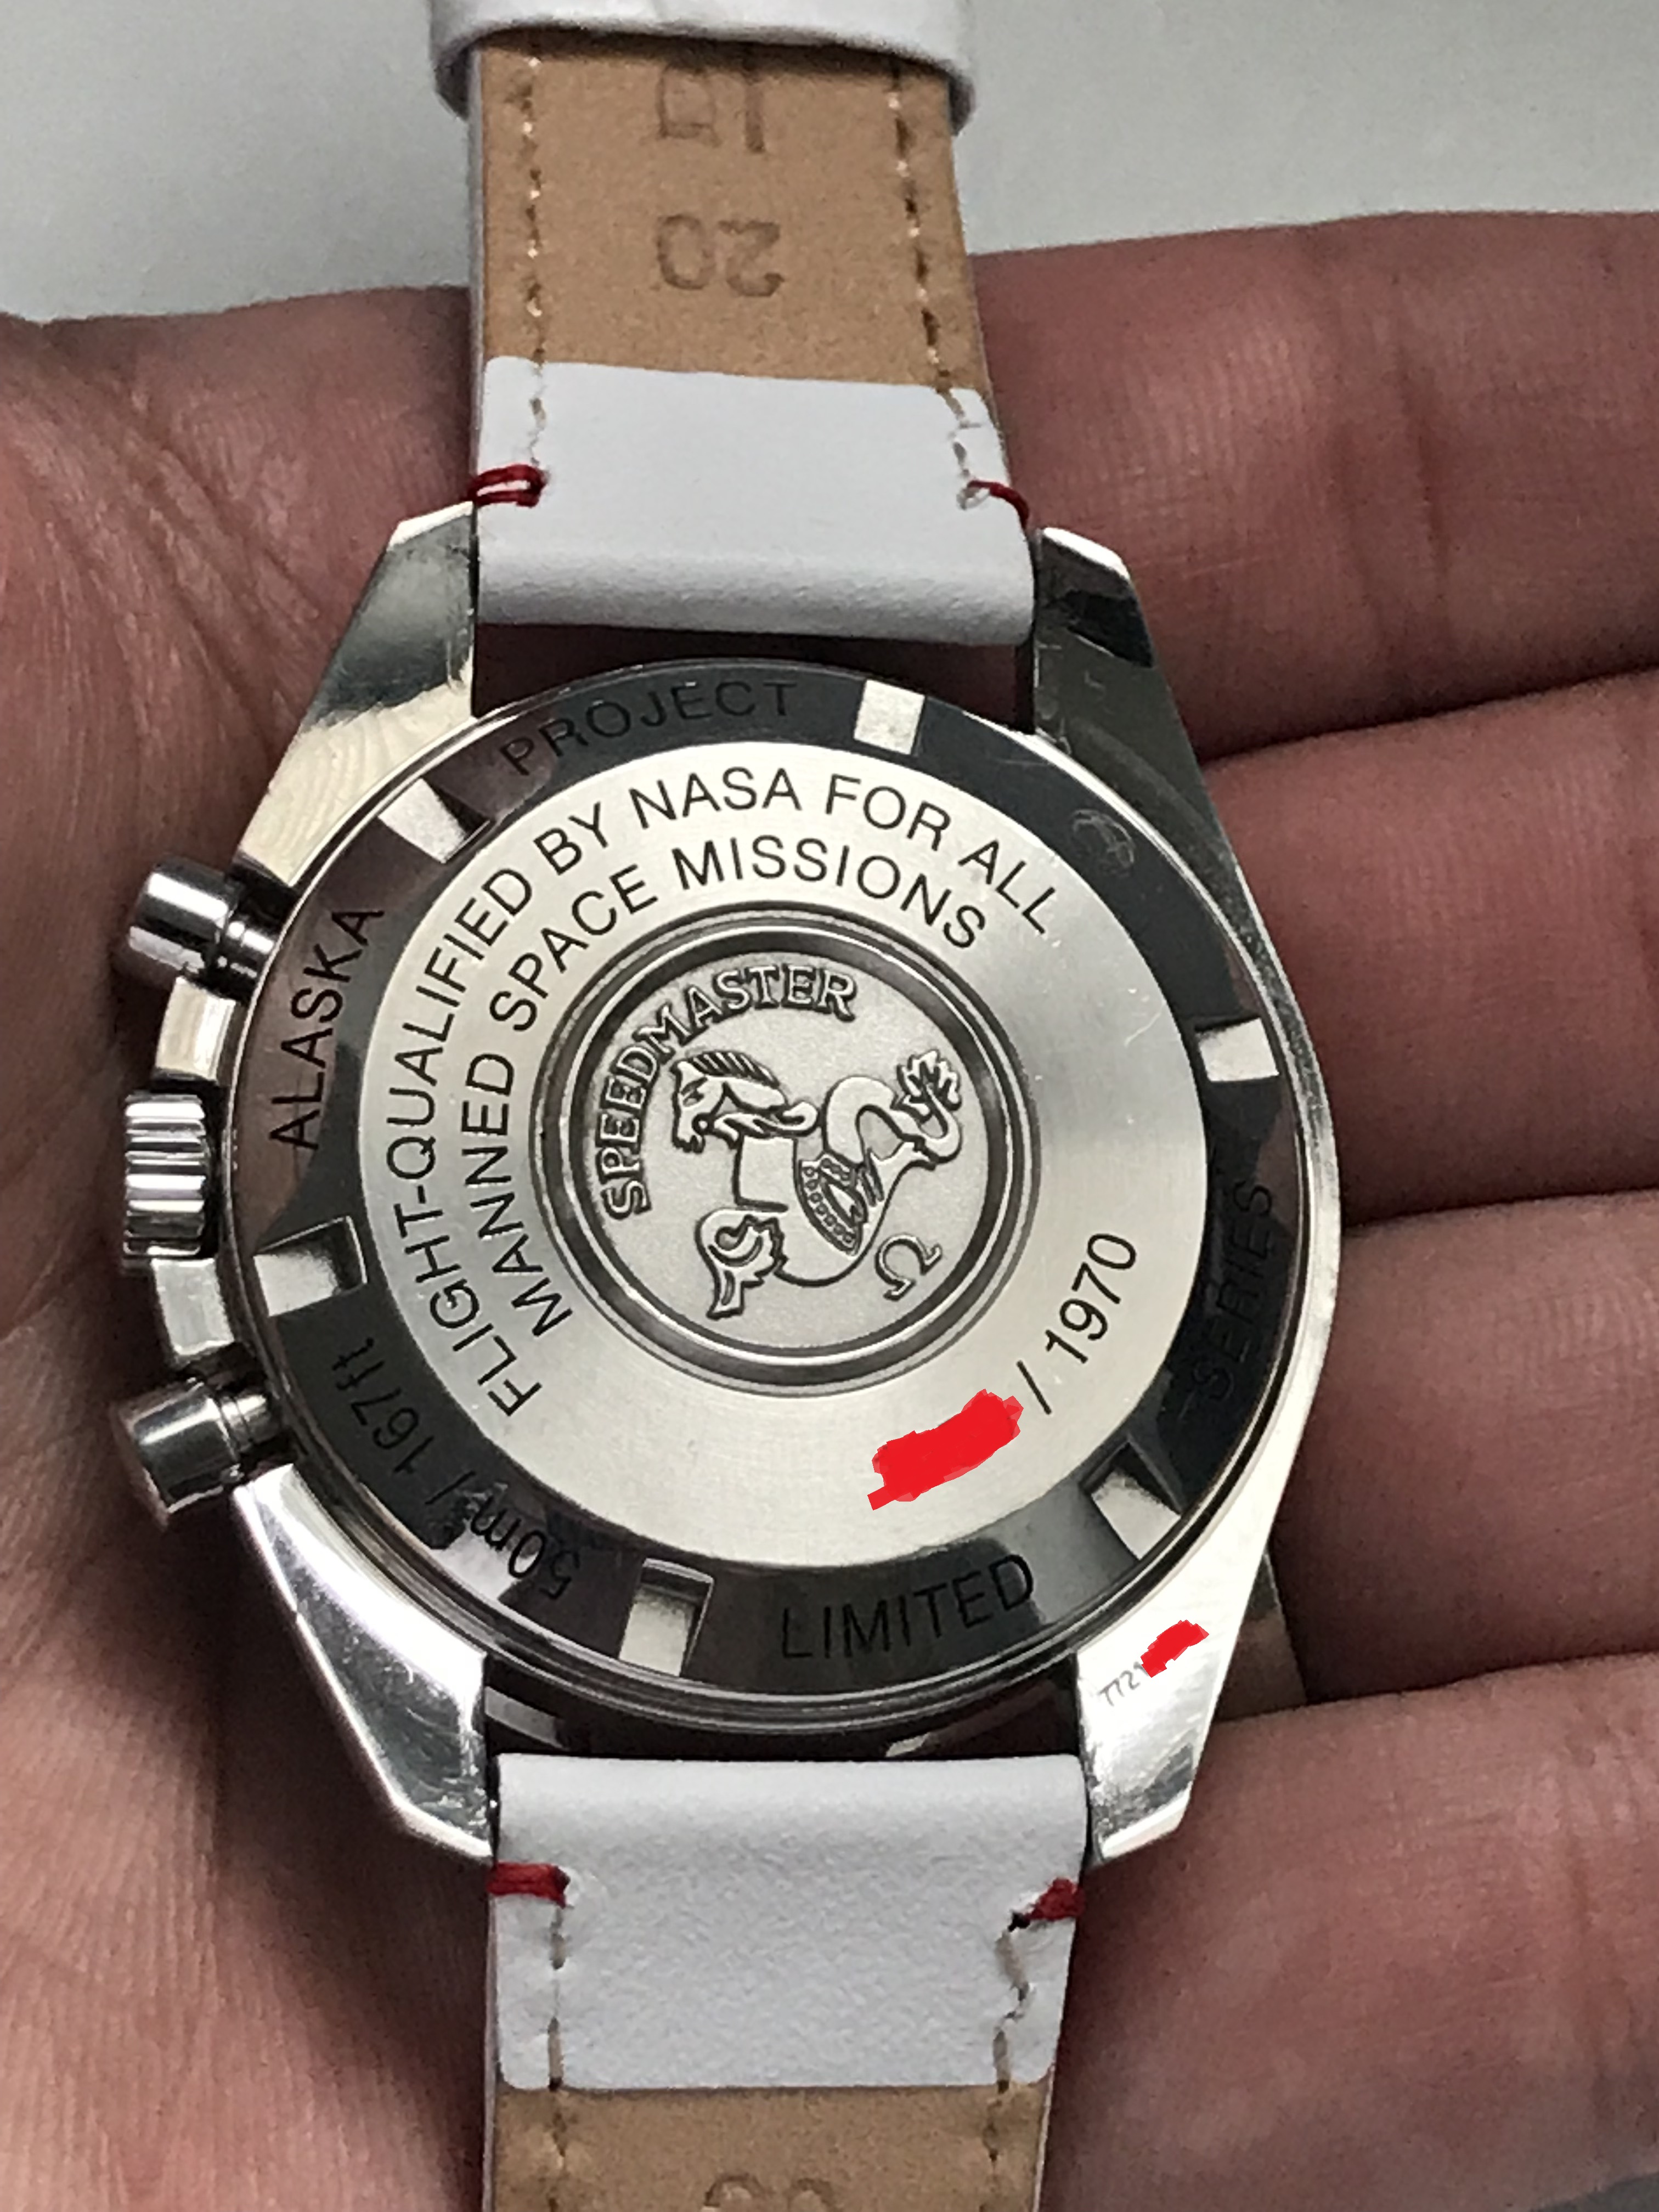 20
ALASKA PROJECT
FLIGHT-QUALIFIED BY NASA FOR ALL
MANNED SPACE MISSIONS
SPEEDMASTER
Ω
/ 1970
50m / 167ft
LIMITED SERIES